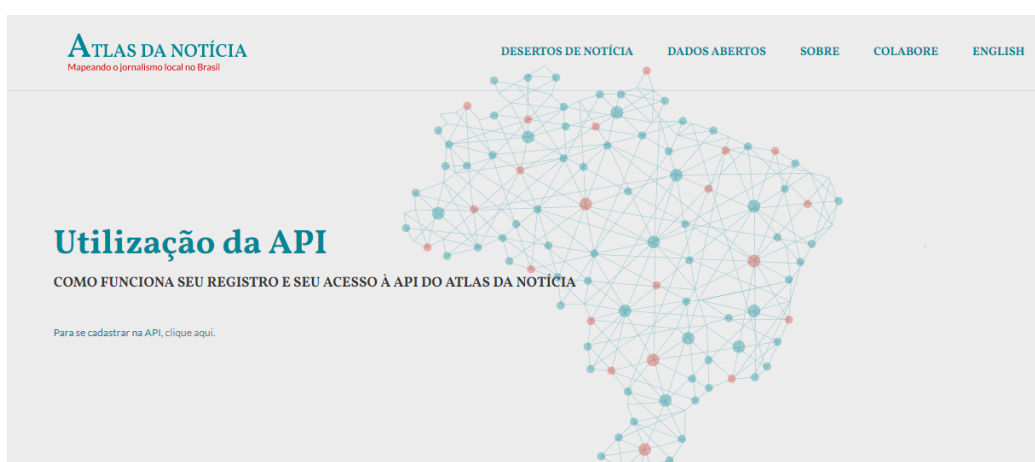 ATLAS DA NOTÍCIA
Mapeando o jornalismo local no Brasil
DESERTOS DE NOTÍCIA DADOS ABERTOS SOBRE COLABORE ENGLISH
Utilização da API
COMO FUNCIONA SEU REGISTRO E SEU ACESSO À API DO ATLAS DA NOTÍCIA
Para se cadastrar na API, clique aqui.